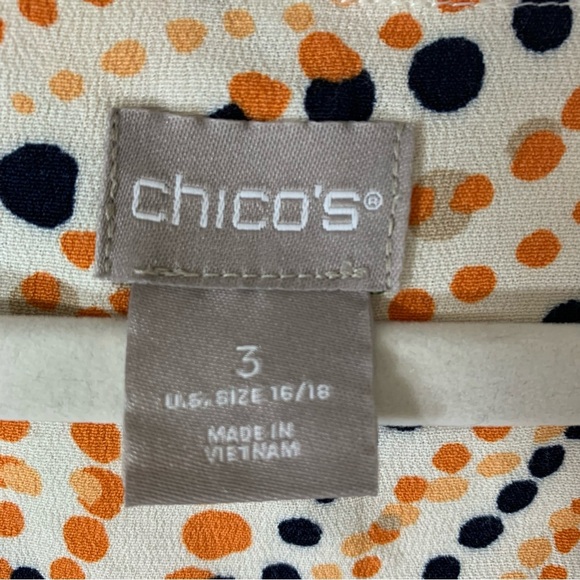 chico's®
3
U.S. SIZE 16/18
MADE IN
VIETNAM